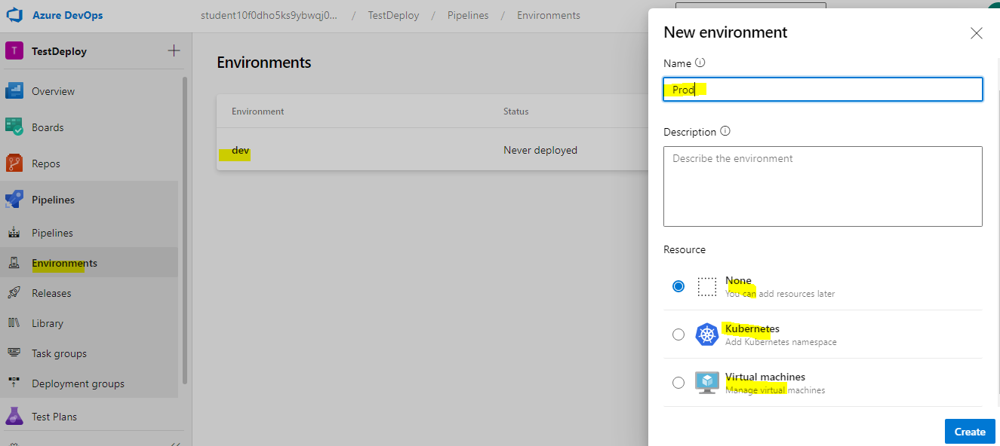 Azure DevOps
student10f0dho5ks9ybwqj0... / TestDeploy / Pipelines / Environments
T TestDeploy
Overview
Boards
Repos
Pipelines
Pipelines
Environments
Releases
Library
Task groups
Deployment groups
Test Plans
Environments
Environment Status
dev Never deployed
New environment
Name
Prod
Description
Describe the environment
Resource
None
You can add resources later
Kubernetes
Add Kubernetes namespace
Virtual machines
Manage virtual machines
Create